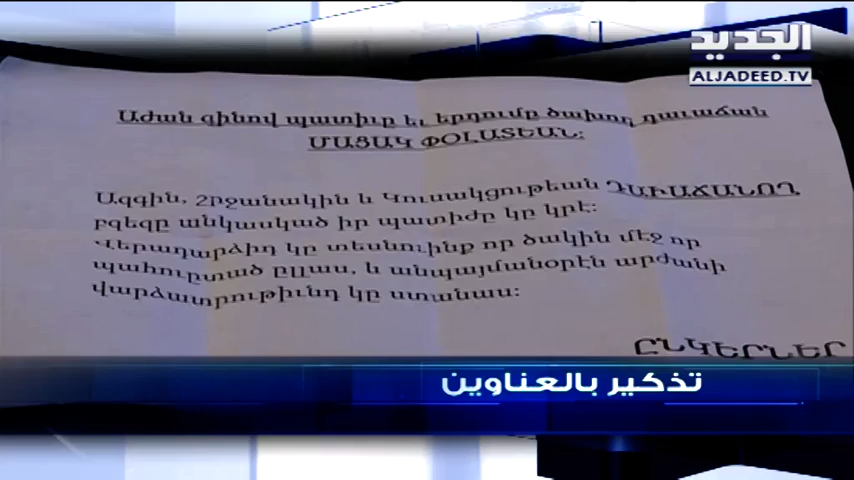 الجديد
ALJADEED.TV
Աժան գինով պատիւը եւ երդումը ծախող դաւաճան
ՄԱՑԱԿ ՓՕԼԱՏԵԱՆ։
Ազգին, Շրջանակին և Կուսակցութեան ԴԱՒԱՃԱՆՈՂ
բզեզը անկասկած իր պատիժը կը կրէ։
Վերադարձիդ կը տեսնուինք որ ծակին մէջ որ
պահուըտած ըլլաս, և անպայմանօրէն արժանի
վարձատրութիւնդ կը ստանաս։
ԸՆԿԵՐՆԵՐ
تذكير بالعناوين